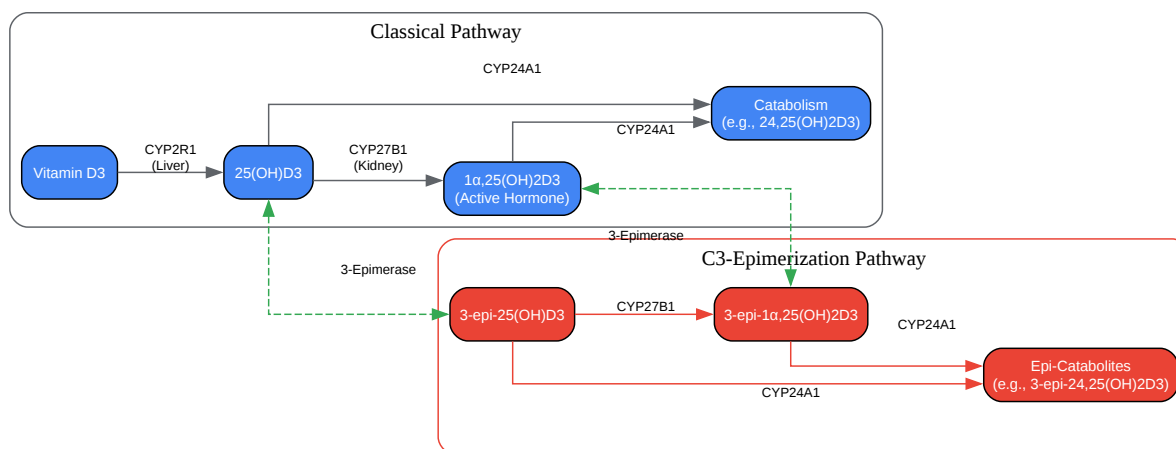 Classical Pathway
CYP24A1
Catabolism
(e.g., 24,25(OH)2D3)
CYP24A1
CYP2R1
(Liver)
CYP27B1
(Kidney)
Vitamin D3
25(OH)D3
1α,25(OH)2D3
(Active Hormone)
3-Epimerase
C3-Epimerization Pathway
3-Epimerase
3-epi-25(OH)D3
CYP27B1
3-epi-1α,25(OH)2D3
CYP24A1
Epi-Catabolites
(e.g., 3-epi-24,25(OH)2D3)
CYP24A1